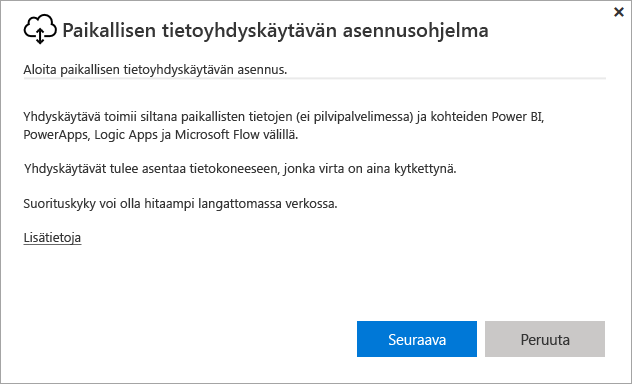 Paikallisen tietoyhdyskäytävän asennusohjelma
Aloita paikallisen tietoyhdyskäytävän asennus.
Yhdyskäytävä toimii siltana paikallisten tietojen (ei pilvipalvelimessa) ja kohteiden Power BI,
PowerApps, Logic Apps ja Microsoft Flow välillä.
Yhdyskäytävät tulee asentaa tietokoneeseen, jonka virta on aina kytkettynä.
Suorituskyky voi olla hitaampi langattomassa verkossa.
Lisätietoja
Seuraava
Peruuta